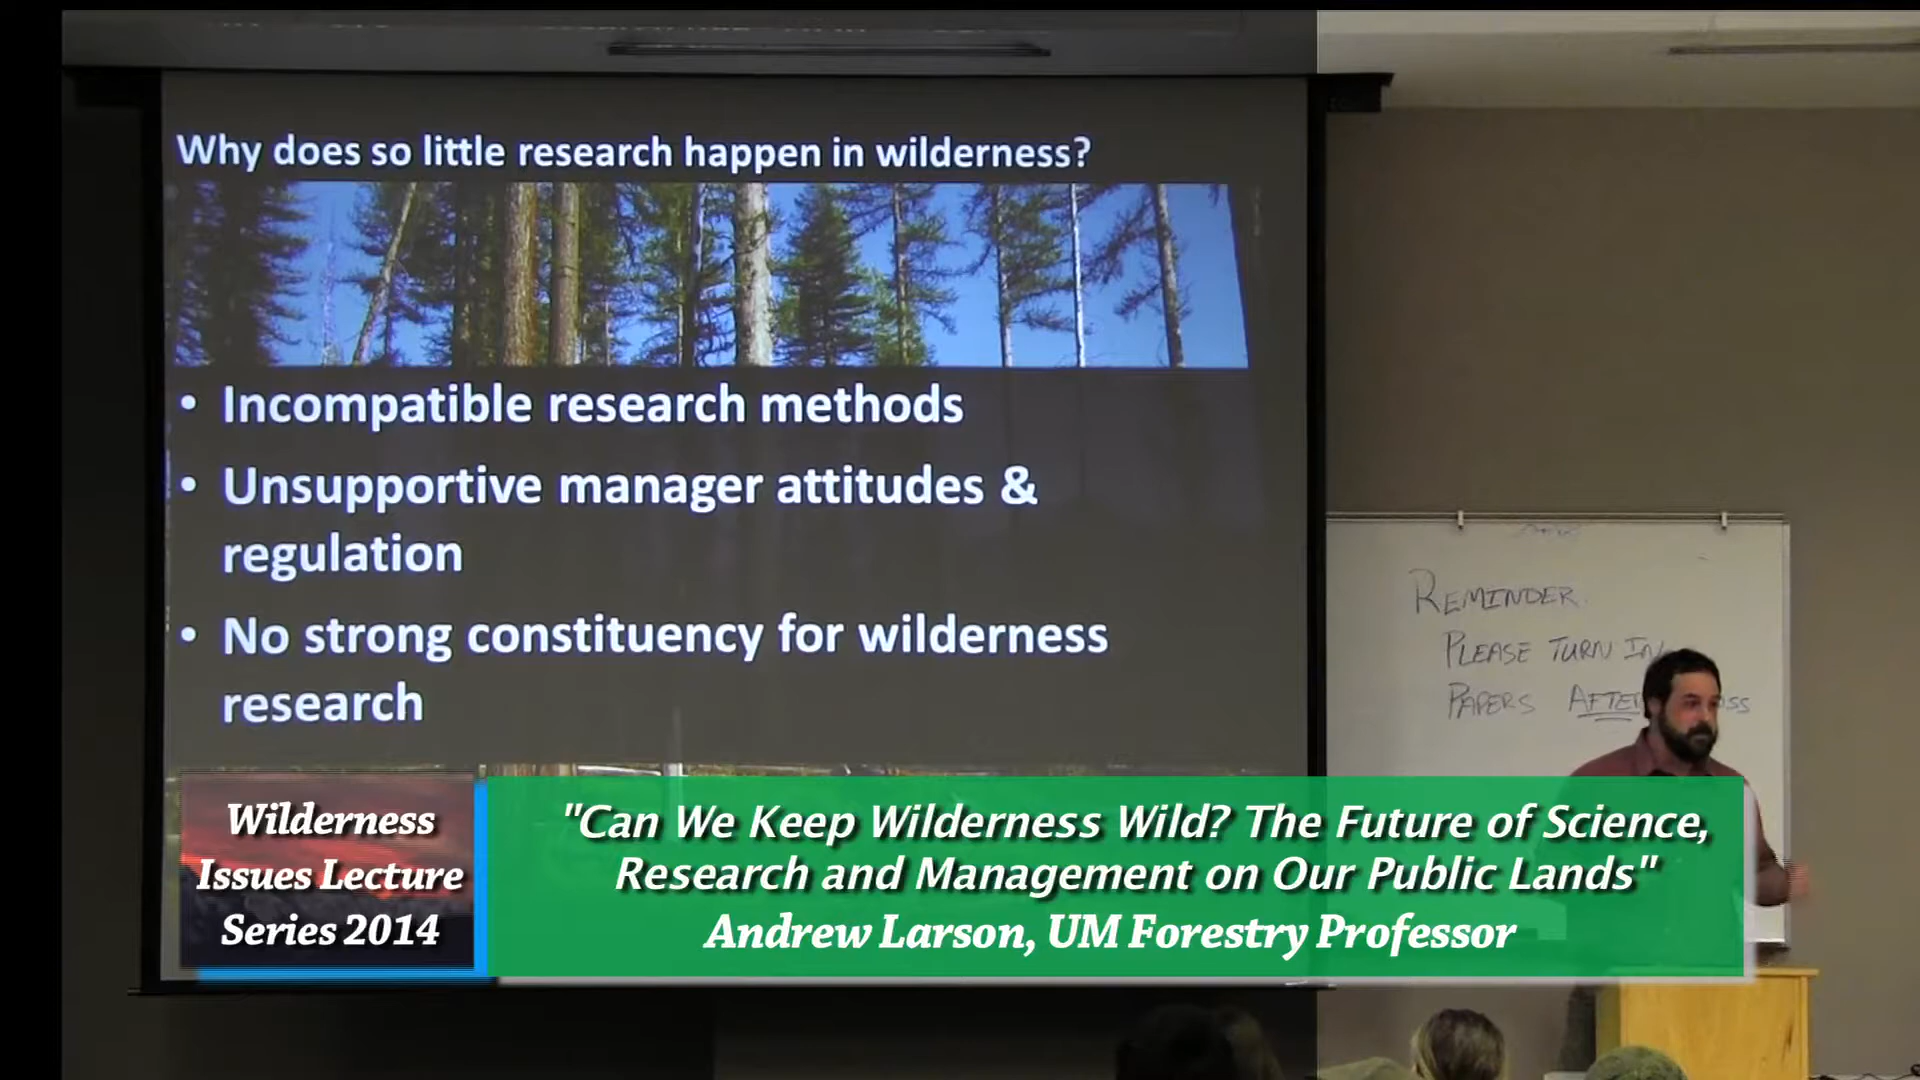 Why does so little research happen in wilderness?
• Incompatible research methods
• Unsupportive manager attitudes &
regulation
• No strong constituency for wilderness
research
REMINDER
PLEASE TURN IN
PAPERS AFTER
Wilderness
Issues Lecture
Series 2014
"Can We Keep Wilderness Wild? The Future of Science,
Research and Management on Our Public Lands"
Andrew Larson, UM Forestry Professor